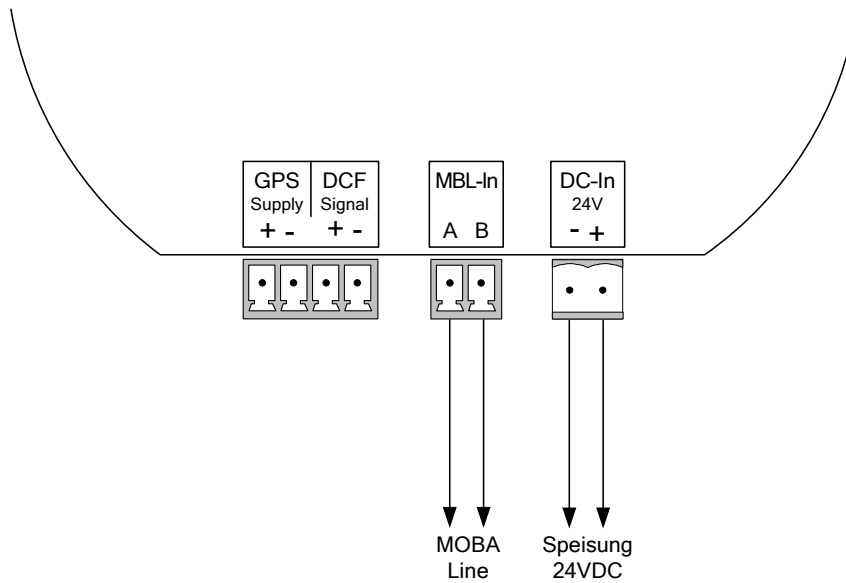 GPS DCF
Supply Signal
+ - + -
MBL-In
A B
DC-In
24V
- +
MOBA
Line
Speisung
24VDC